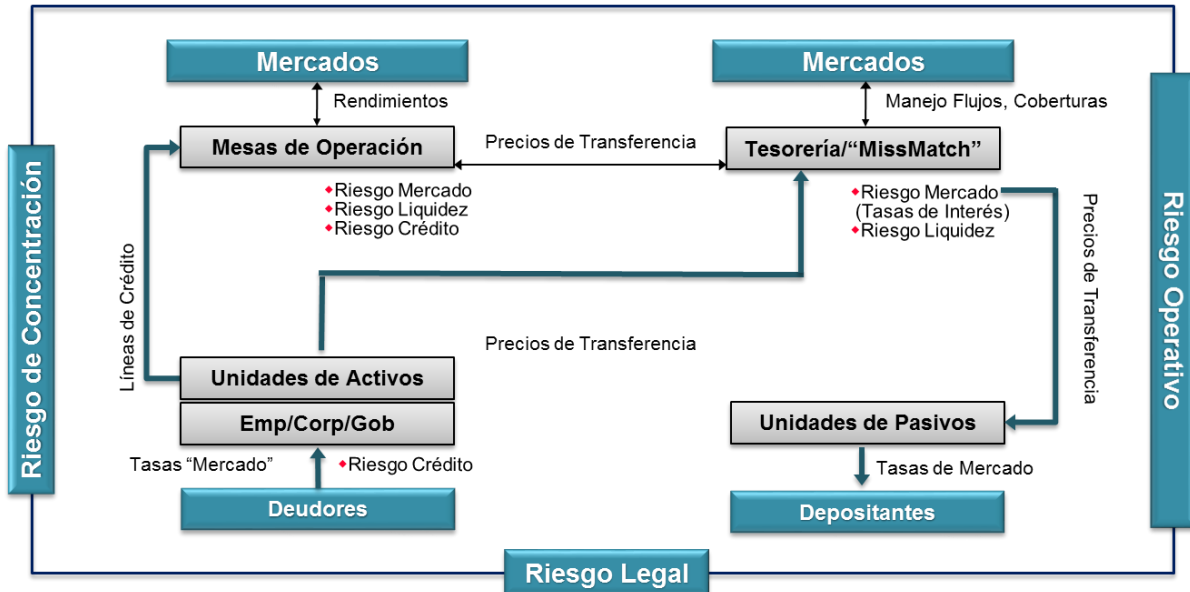 Mercados
Mercados
Rendimientos
Manejo Flujos, Coberturas
Mesas de Operación
Precios de Transferencia
Tesorería/“MissMatch”
Riesgo Mercado
Riesgo Liquidez
Riesgo Crédito
Riesgo Mercado
(Tasas de Interés)
Riesgo Liquidez
Riesgo de Concentración
Líneas de Crédito
Precios de Transferencia
Riesgo Operativo
Precios de Transferencia
Unidades de Activos
Emp/Corp/Gob
Unidades de Pasivos
Tasas “Mercado”
Riesgo Crédito
Tasas de Mercado
Deudores
Depositantes
Riesgo Legal